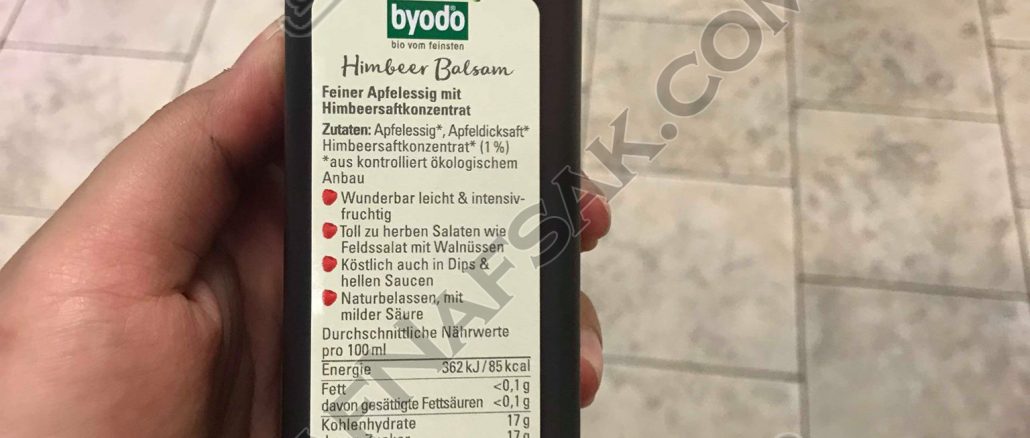 byodo
bio vom feinsten
Himbeer Balsam
Feiner Apfelessig mit
Himbeersaftkonzentrat
Zutaten: Apfelessig*, Apfeldicksaft*
Himbeersaftkonzentrat* (1 %)
*aus kontrolliert ökologischem
Anbau
Wunderbar leicht & intensiv-
fruchtig
Toll zu herben Salaten wie
Feldssalat mit Walnüssen
Köstlich auch in Dips &
hellen Saucen
Naturbelassen, mit
milder Säure
Durchschnittliche Nährwerte
pro 100 ml
Energie 362 kJ / 85 kcal
Fett <0,1 g
davon gesättigte Fettsäuren <0,1 g
Kohlenhydrate 17 g
17 g
ENAFSAK.COM